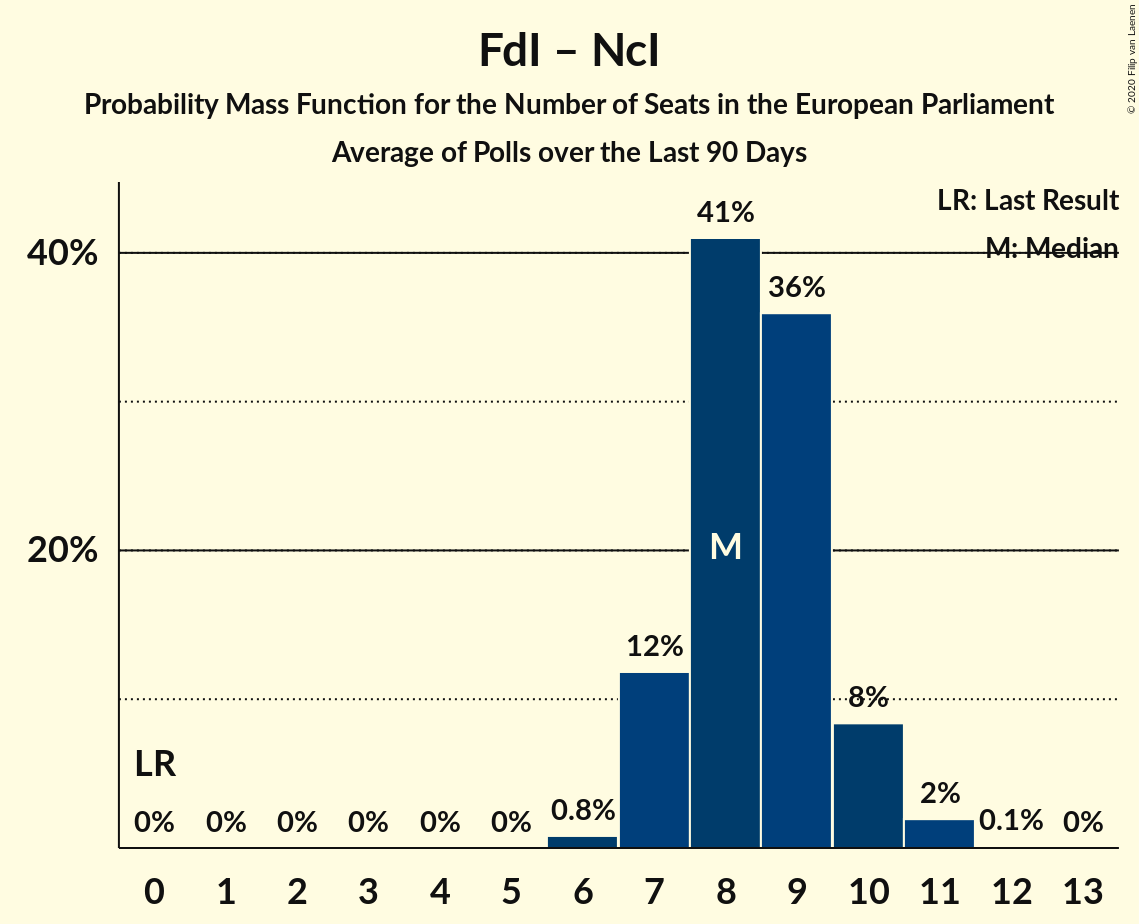 FdI – NcI
Probability Mass Function for the Number of Seats in the European Parliament
Average of Polls over the Last 90 Days
© 2020 Filip van Laenen
LR: Last Result
M: Median
40%
20%
41%
36%
M
12%
8%
LR
0% 0% 0% 0% 0% 0% 0.8% 2% 0.1% 0%
0 1 2 3 4 5 6 7 8 9 10 11 12 13